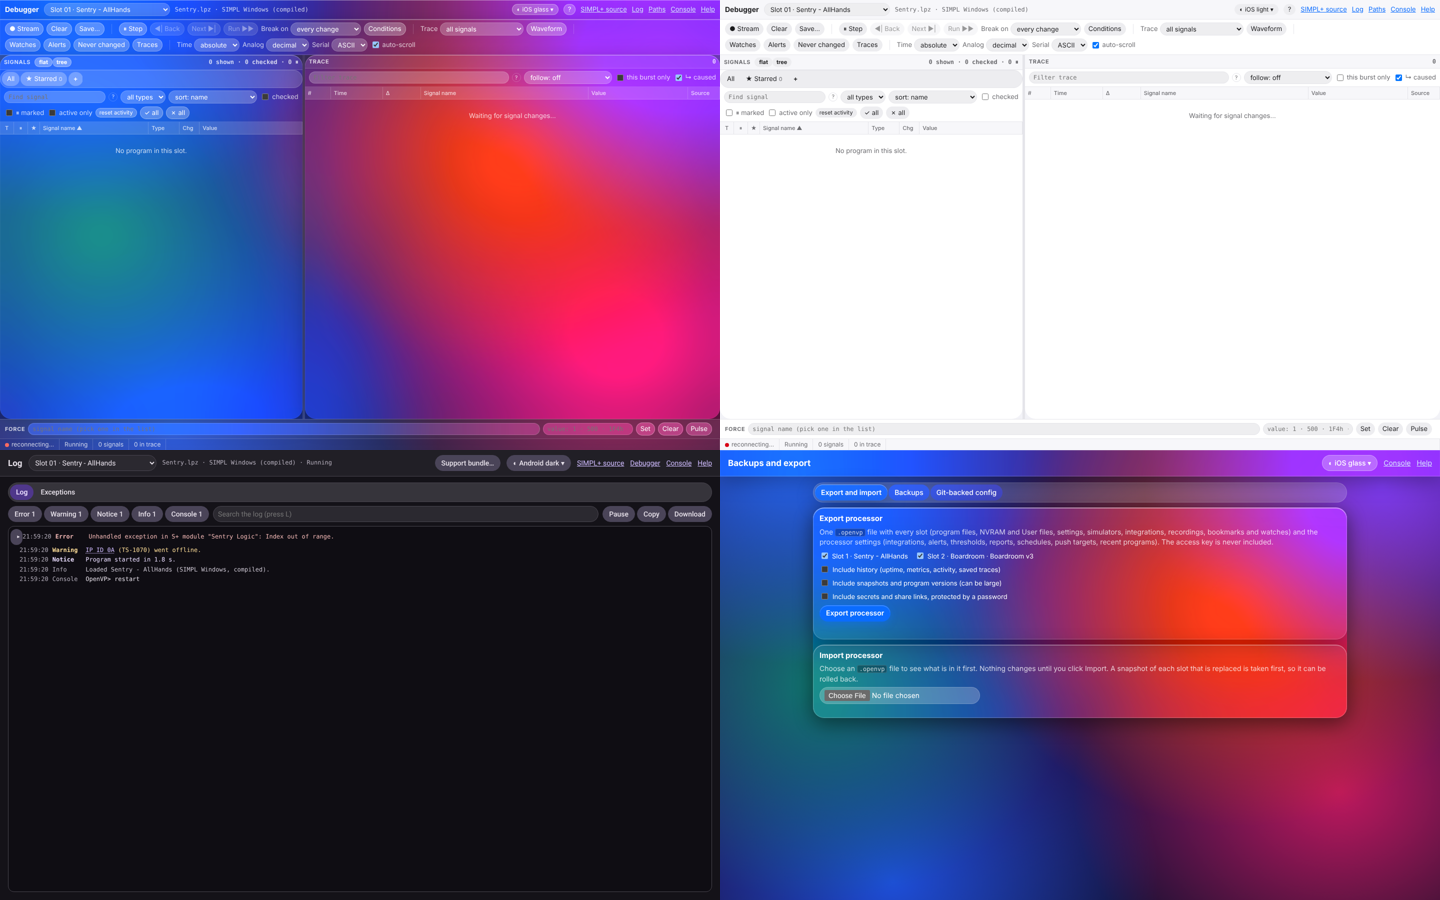 Debugger Slot 01 · Sentry - AllHands Sentry.lpz · SIMPL Windows (compiled) iOS glass ▾ ? SIMPL+ source Log Paths Console Help
● Stream Clear Save... Step ◀| Back Next ▶| Run ▶▶ Break on every change Conditions Trace all signals Waveform
Watches Alerts Never changed Traces Time absolute Analog decimal Serial ASCII auto-scroll
SIGNALS flat tree 0 shown · 0 checked · 0
All ★ Starred 0 +
Find signal ? all types sort: name checked
marked active only reset activity ✓ all × all
T ★ Signal name ▲ Type Chg Value
No program in this slot.
TRACE 0
? follow: off this burst only ↪ caused
# Time Δ Signal name Value Source
Waiting for signal changes...
FORCE signal name (pick one in the list) value: 1 · 500 · 1F4h Set Clear Pulse
● reconnecting... Running 0 signals 0 in trace
Debugger Slot 01 · Sentry - AllHands Sentry.lpz · SIMPL Windows (compiled) iOS light ▾ ? SIMPL+ source Log Paths Console Help
● Stream Clear Save... Step ◀| Back Next ▶| Run ▶▶ Break on every change Conditions Trace all signals Waveform
Watches Alerts Never changed Traces Time absolute Analog decimal Serial ASCII auto-scroll
SIGNALS flat tree 0 shown · 0 checked · 0
All ★ Starred 0 +
Find signal ? all types sort: name checked
marked active only reset activity ✓ all × all
T ★ Signal name ▲ Type Chg Value
No program in this slot.
TRACE 0
Filter trace ? follow: off this burst only ↪ caused
# Time Δ Signal name Value Source
Waiting for signal changes...
FORCE signal name (pick one in the list) value: 1 · 500 · 1F4h Set Clear Pulse
● reconnecting... Running 0 signals 0 in trace
Log Slot 01 · Sentry - AllHands Sentry.lpz · SIMPL Windows (compiled) · Running Support bundle... Android dark ▾ SIMPL+ source Debugger Console Help
Log Exceptions
Error 1 Warning 1 Notice 1 Info 1 Console 1 Search the log (press L) Pause Copy Download
21:59:20 Error Unhandled exception in S+ module "Sentry Logic": Index out of range.
21:59:20 Warning IP ID 0A (TS-1070) went offline.
21:59:20 Notice Program started in 1.8 s.
21:59:20 Info Loaded Sentry - AllHands (SIMPL Windows, compiled).
21:59:20 Console OpenVP> restart
Backups and export iOS glass ▾ Console Help
Export and import Backups Git-backed config
Export processor
One .openvp file with every slot (program files, NVRAM and User files, settings, simulators, integrations, recordings, bookmarks and watches) and the
processor settings (integrations, alerts, thresholds, reports, schedules, push targets, recent programs). The access key is never included.
Slot 1 · Sentry - AllHands Slot 2 · Boardroom · Boardroom v3
Include history (uptime, metrics, activity, saved traces)
Include snapshots and program versions (can be large)
Include secrets and share links, protected by a password
Export processor
Import processor
Choose an .openvp file to see what is in it first. Nothing changes until you click Import. A snapshot of each slot that is replaced is taken first, so it can be
rolled back.
Choose File No file chosen